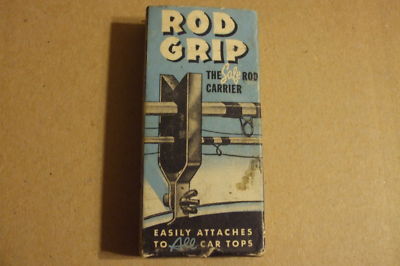 ROD
GRIP
THE Safe ROD
CARRIER
EASILY ATTACHES
TO All CAR TOPS